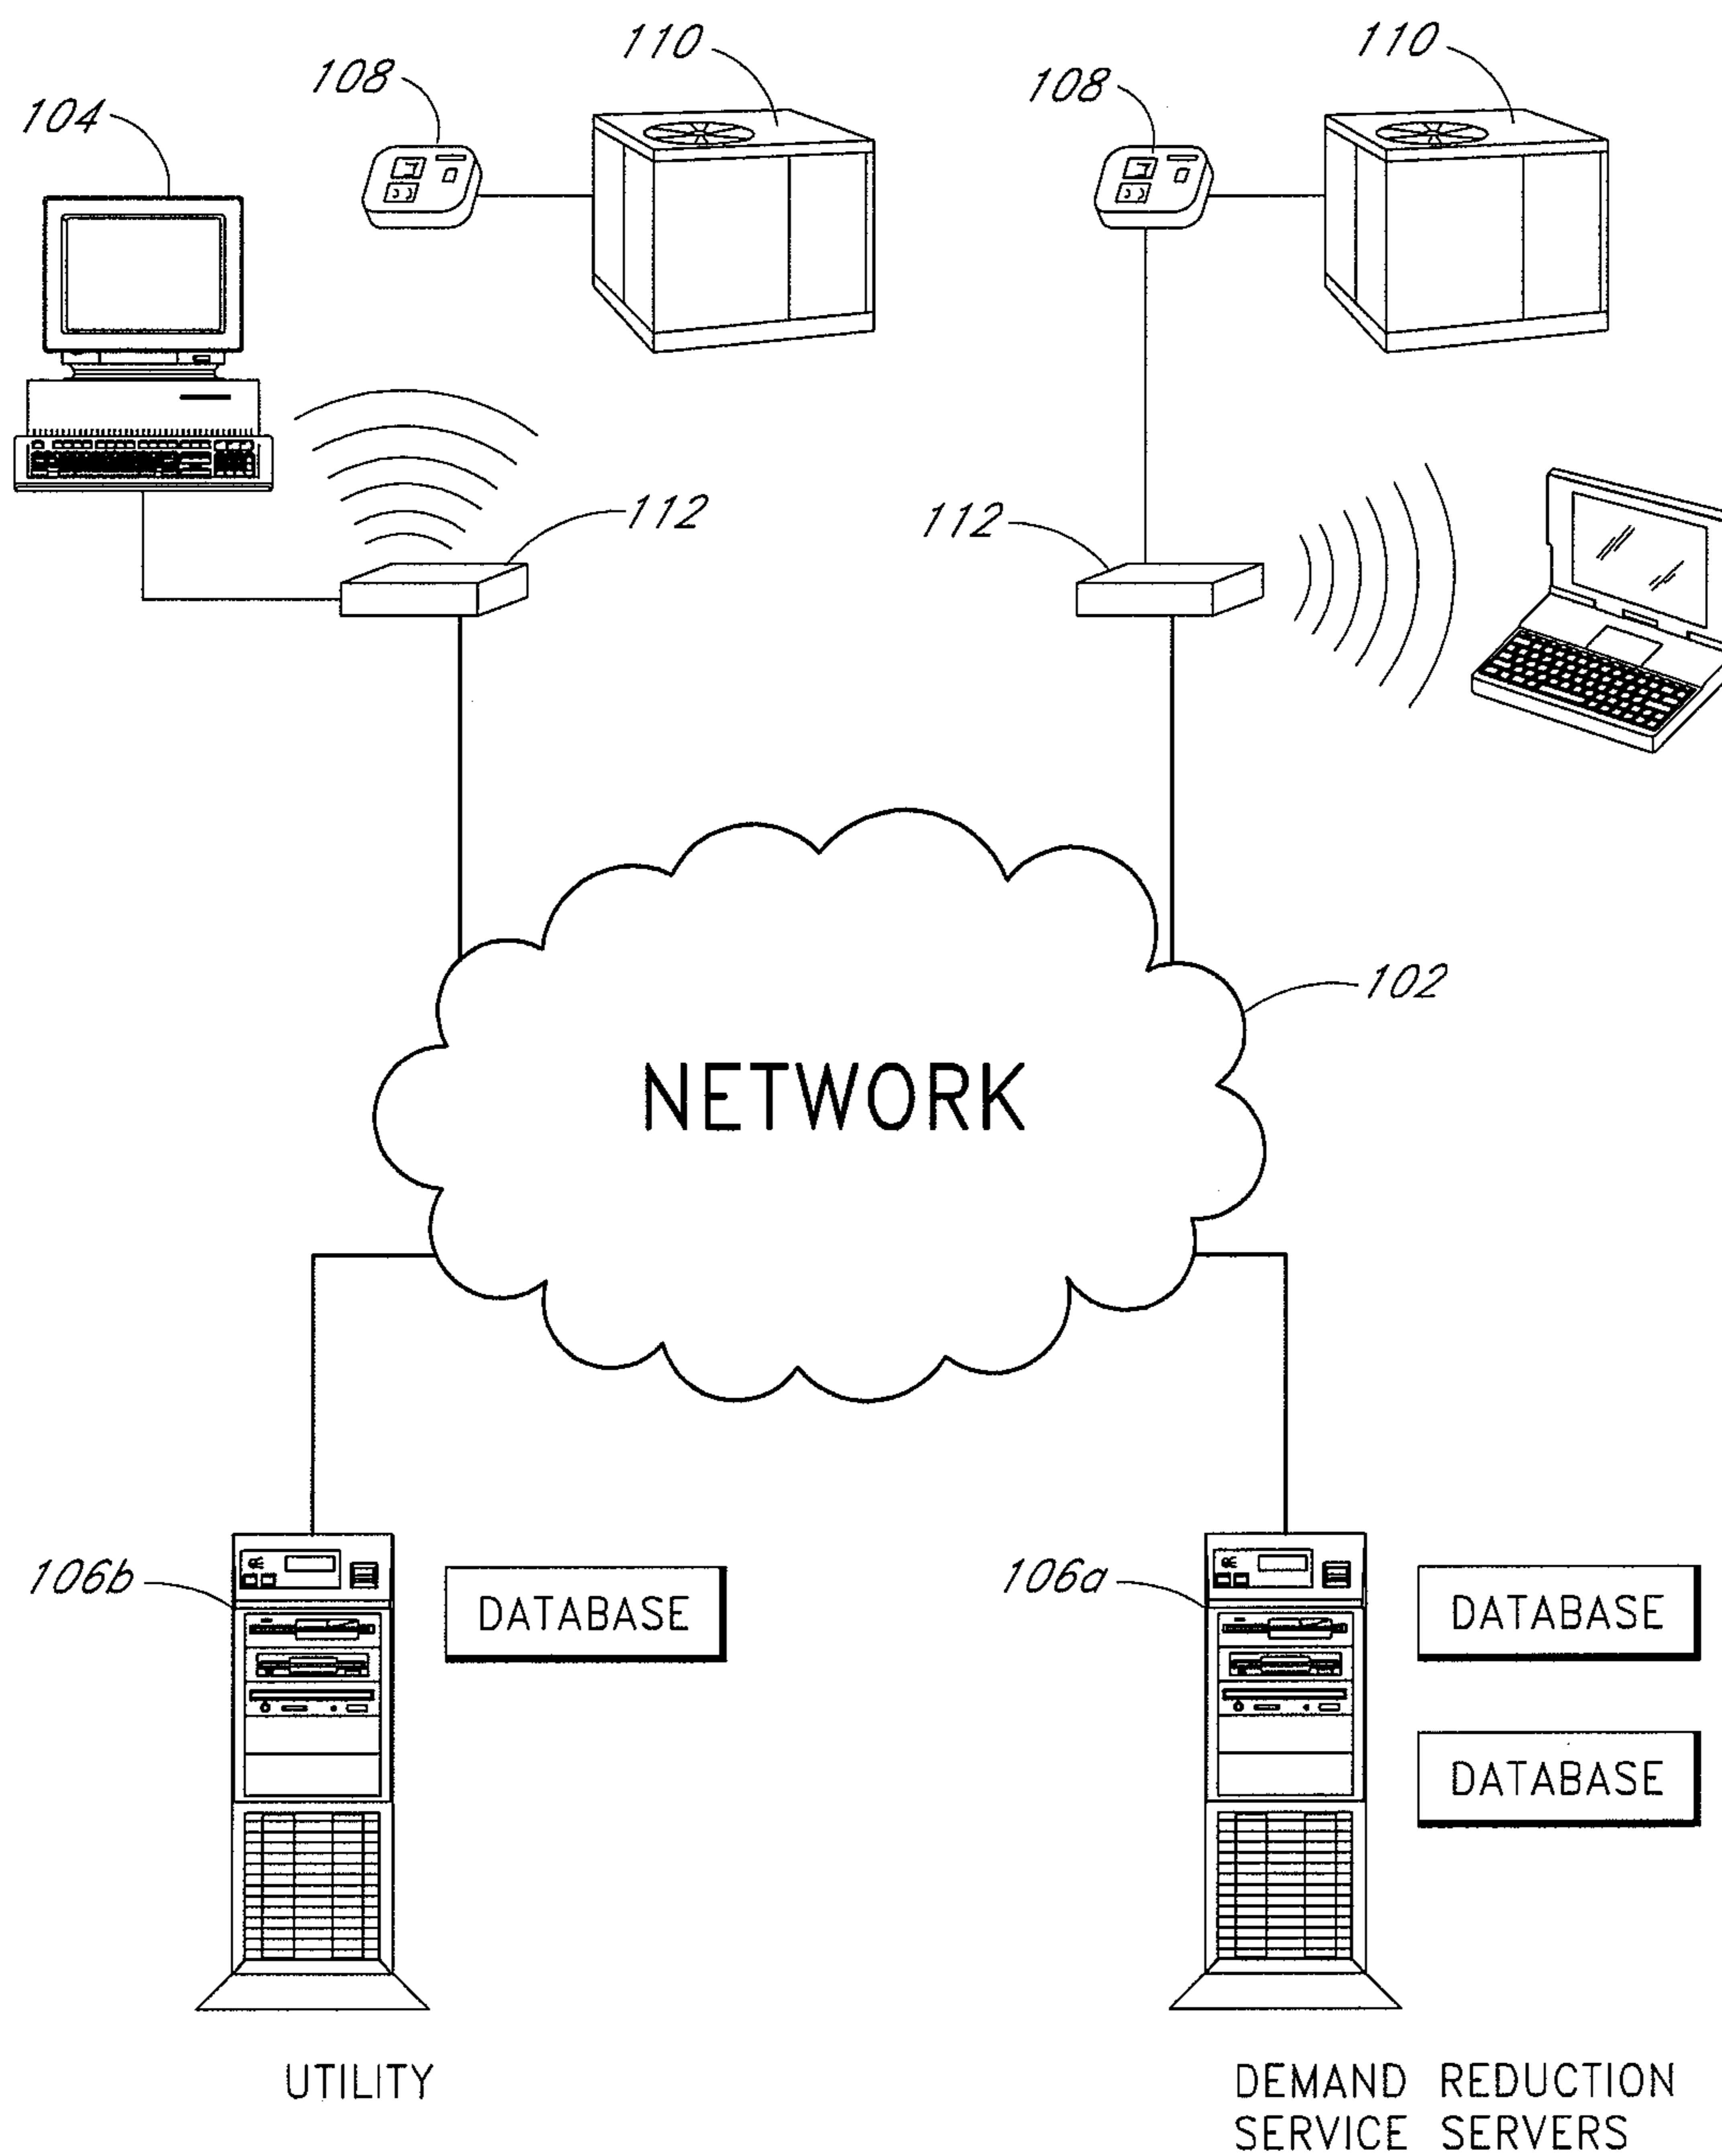 110
110
108
108
104
112
112
102
NETWORK
106b
DATABASE
106a
DATABASE
DATABASE
UTILITY
DEMAND REDUCTION
SERVICE SERVERS